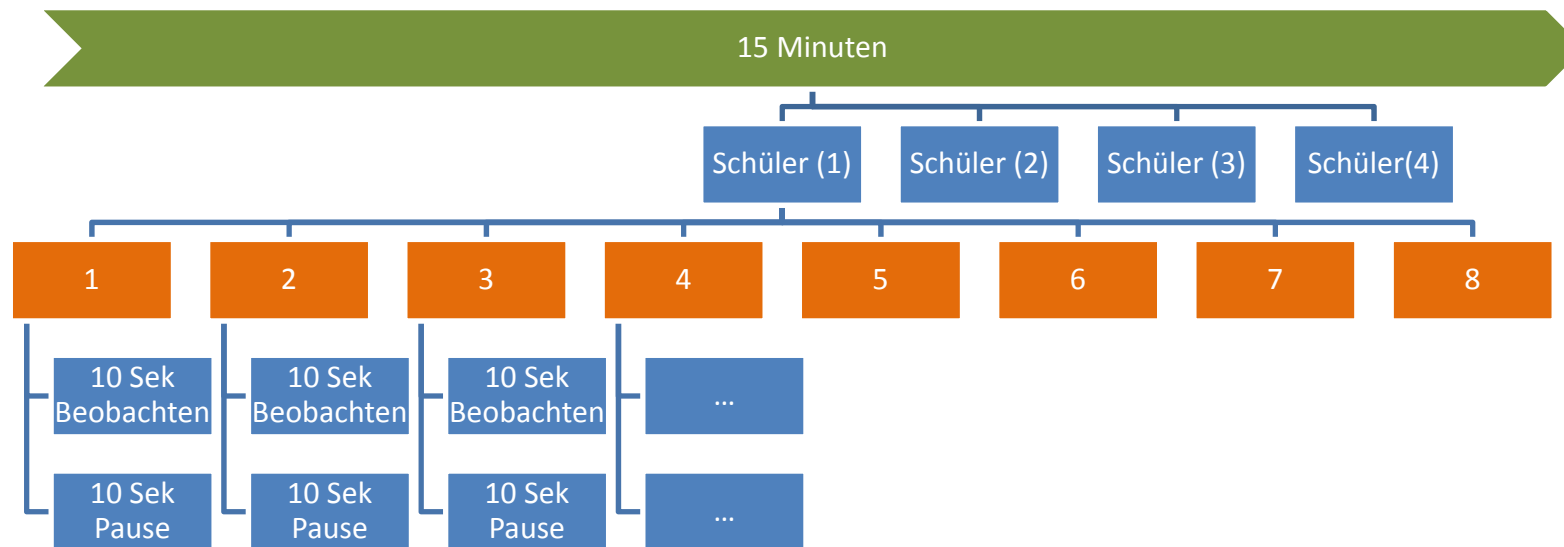 15 Minuten
Schüler (1)
Schüler (2)
Schüler (3)
Schüler(4)
1
2
3
4
5
6
7
8
10 Sek
Beobachten
10 Sek
Beobachten
10 Sek
Beobachten
...
10 Sek
Pause
10 Sek
Pause
10 Sek
Pause
...